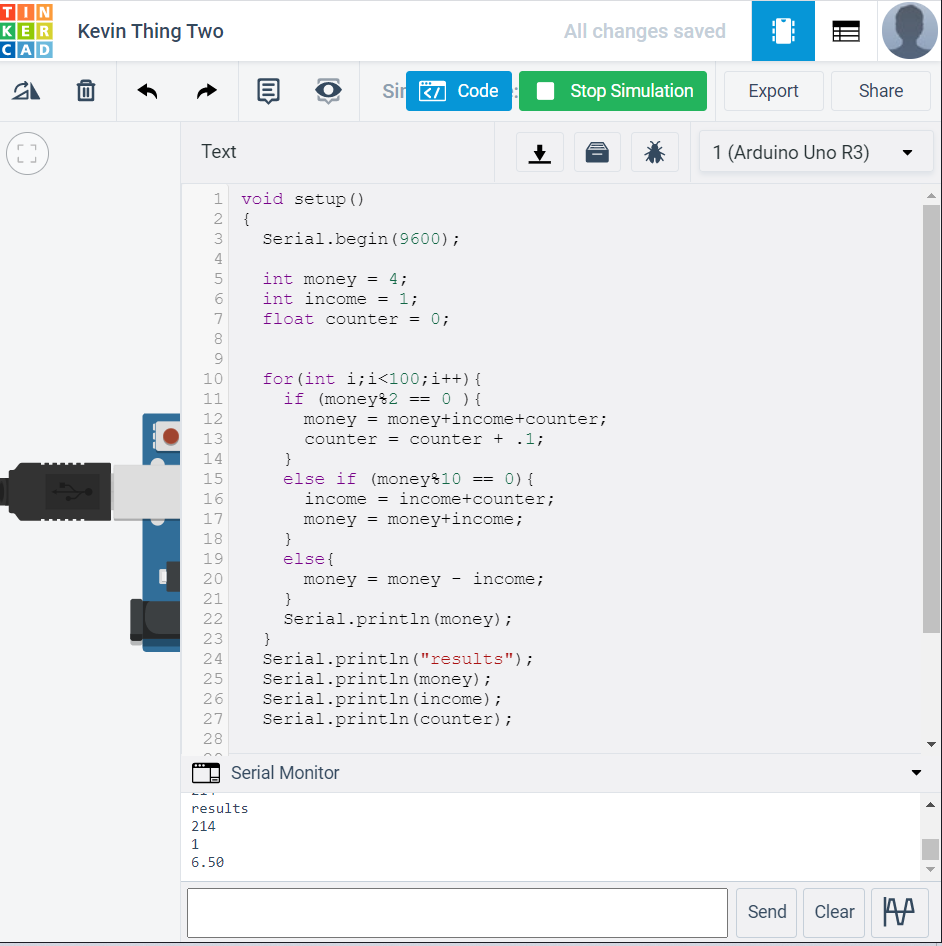 TIN
KER
CAD
Kevin Thing Two
All changes saved
Code
Stop Simulation
Export
Share
Text
1 (Arduino Uno R3)
1 void setup()
2 {
3 Serial.begin(9600);
4
5 int money = 4;
6 int income = 1;
7 float counter = 0;
8
9
10 for(int i;i<100;i++){
11 if (money%2 == 0 ){
12 money = money+income+counter;
13 counter = counter + .1;
14 }
15 else if (money%10 == 0){
16 income = income+counter;
17 money = money+income;
18 }
19 else{
20 money = money - income;
21 }
22 Serial.println(money);
23 }
24 Serial.println("results");
25 Serial.println(money);
26 Serial.println(income);
27 Serial.println(counter);
28
Serial Monitor
results
214
1
6.50
Send
Clear